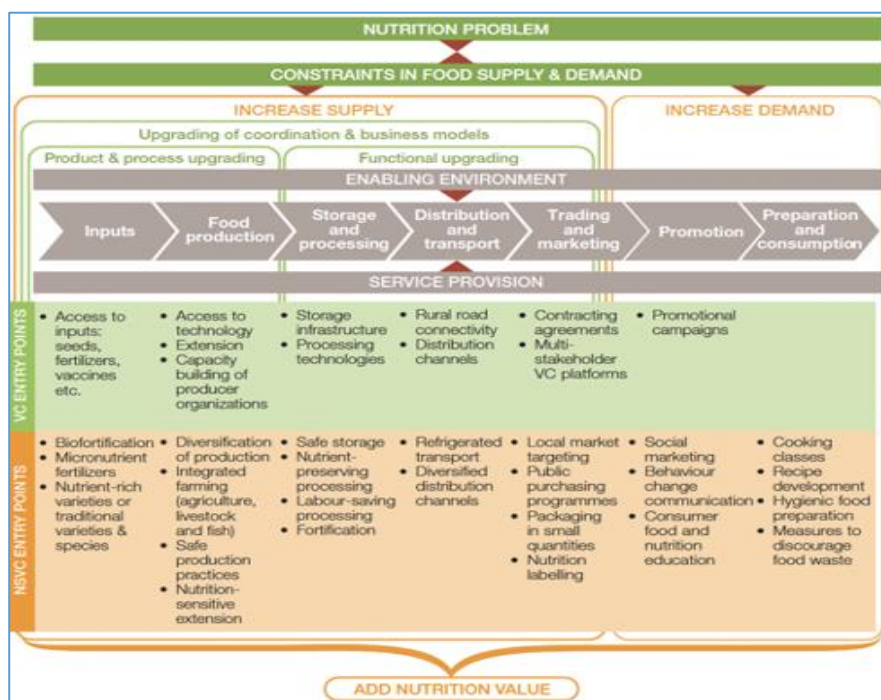 NUTRITION PROBLEM
CONSTRAINTS IN FOOD SUPPLY & DEMAND
INCREASE SUPPLY
INCREASE DEMAND
Upgrading of coordination & business models
Product & process upgrading
Functional upgrading
ENABLING ENVIRONMENT
Inputs
Food
production
Storage
and
processing
Distribution
and
transport
Trading
and
marketing
Promotion
Preparation
and
consumption
SERVICE PROVISION
VC ENTRY POINTS
• Access to
inputs:
seeds,
fertilizers,
vaccines
etc.
• Access to
technology
• Extension
• Capacity
building of
producer
organizations
• Storage
infrastructure
• Processing
technologies
• Rural road
connectivity
• Distribution
channels
• Contracting
agreements
• Multi-
stakeholder
VC platforms
• Promotional
campaigns
NSVC ENTRY POINTS
• Biofortification
• Micronutrient
fertilizers
• Nutrient-rich
varieties or
traditional
varieties &
species
• Diversification
of production
• Integrated
farming
(agriculture,
livestock
and fish)
• Safe
production
practices
• Nutrition-
sensitive
extension
• Safe storage
• Nutrient-
preserving
processing
• Labour-saving
processing
• Fortification
• Refrigerated
transport
• Diversified
distribution
channels
• Local market
targeting
• Public
purchasing
programmes
• Packaging
in small
quantities
• Nutrition
labelling
• Social
marketing
• Behaviour
change
communication
• Consumer
food and
nutrition
education
• Cooking
classes
• Recipe
development
• Hygienic food
preparation
• Measures to
discourage
food waste
ADD NUTRITION VALUE